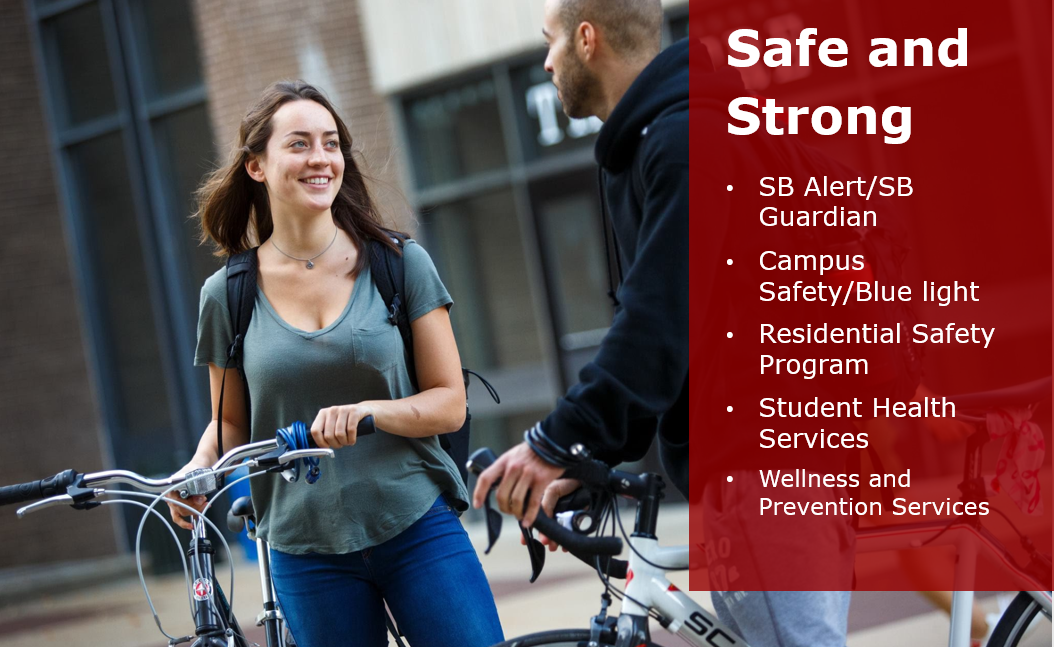 Safe and
Strong
• SB Alert/SB
Guardian
• Campus
Safety/Blue light
• Residential Safety
Program
• Student Health
Services
• Wellness and
Prevention Services
SC